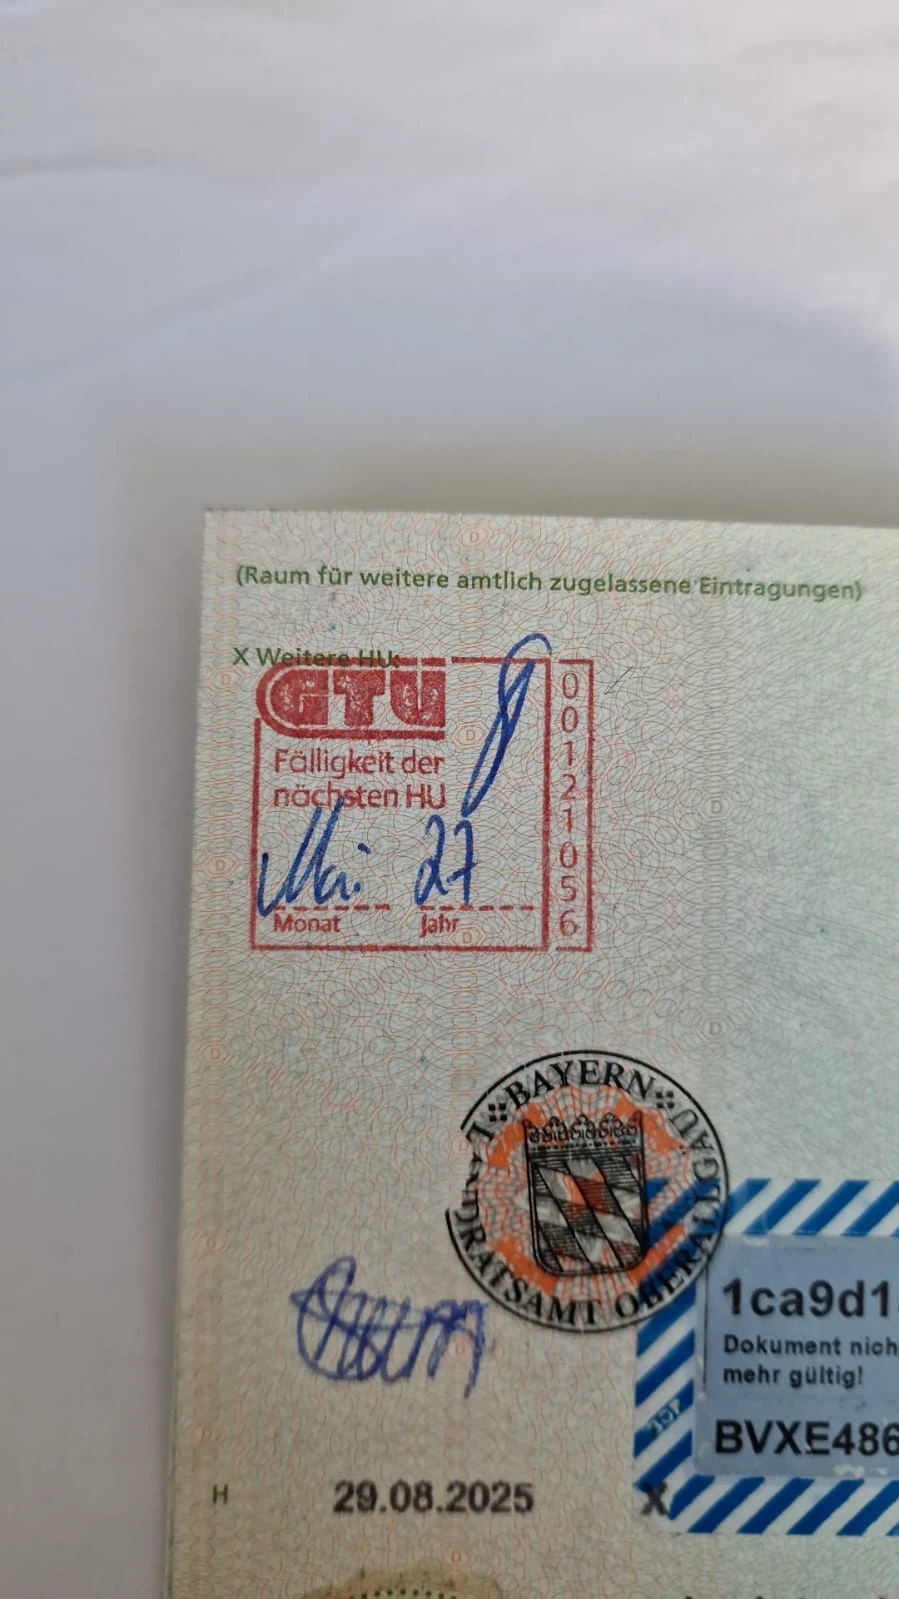 (Raum für weitere amtlich zugelassene Eintragungen)
X Weitere HU:
GTÜ
Fälligkeit der
nächsten HU
Mai 27
Monat Jahr
00121056
BAYERN
LANDRATSAMT OBERALLGÄU
1ca9d1
Dokument nich
mehr gültig!
BVXE486
H 29.08.2025 X